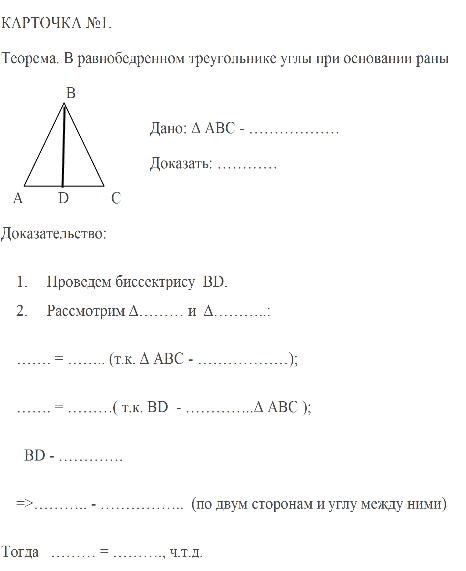 КАРТОЧКА №1.
Теорема. В равнобедренном треугольнике углы при основании раны
B
Дано: Δ ABC - ………………
Доказать: …………
A D C
Доказательство:
1. Проведем биссектрису BD.
2. Рассмотрим Δ……… и Δ………..:
……. = …….. (т.к. Δ ABC - ………………);
……. = ………( т.к. BD - …………..Δ ABC );
BD - ………….
=>……….. - …………….. (по двум сторонам и углу между ними)
Тогда ……… = ………., ч.т.д.